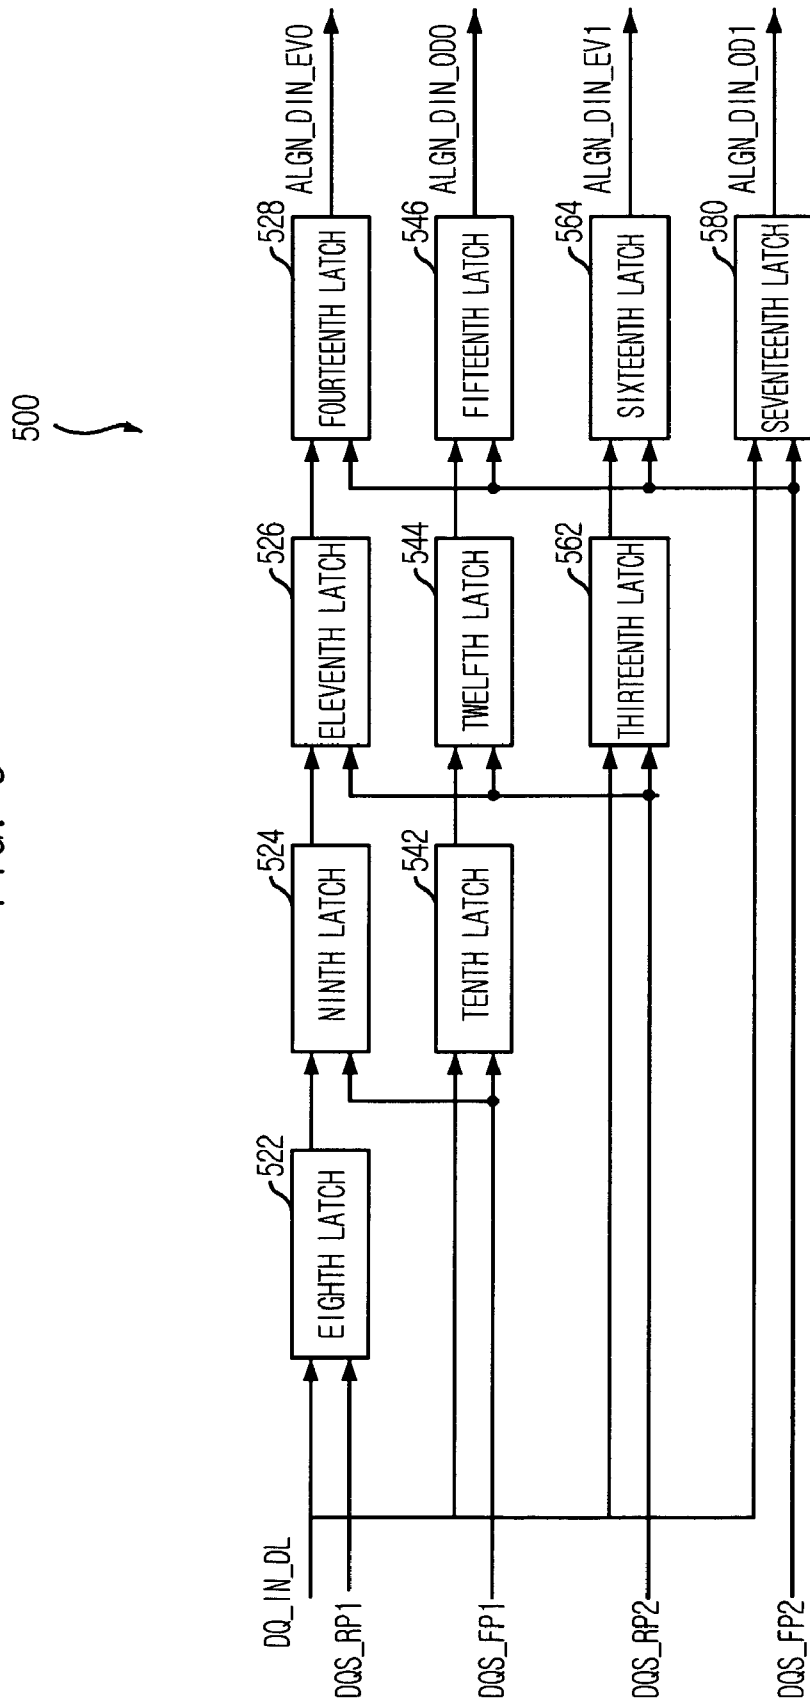 500
DQ_IN_DL
DQS_RP1
DQS_FP1
DQS_RP2
DQS_FP2
522
EIGHTH LATCH
524
NINTH LATCH
526
ELEVENTH LATCH
528
FOURTEENTH LATCH
ALGN_DIN_EV0
542
TENTH LATCH
544
TWELFTH LATCH
546
FIFTEENTH LATCH
ALGN_DIN_OD0
562
THIRTEENTH LATCH
564
SIXTEENTH LATCH
ALGN_DIN_EV1
580
SEVENTEENTH LATCH
ALGN_DIN_OD1